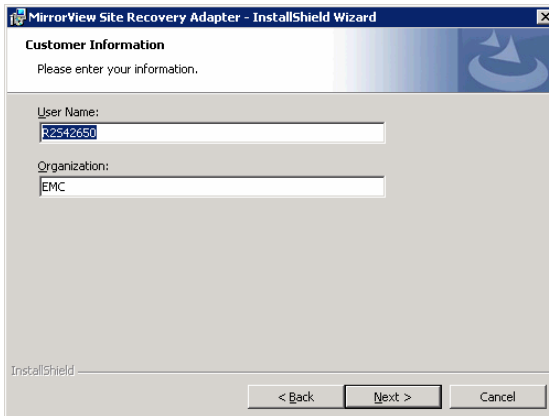 MirrorView Site Recovery Adapter - InstallShield Wizard
Customer Information
Please enter your information.
User Name:
R2S42650
Organization:
EMC
InstallShield
< Back Next > Cancel